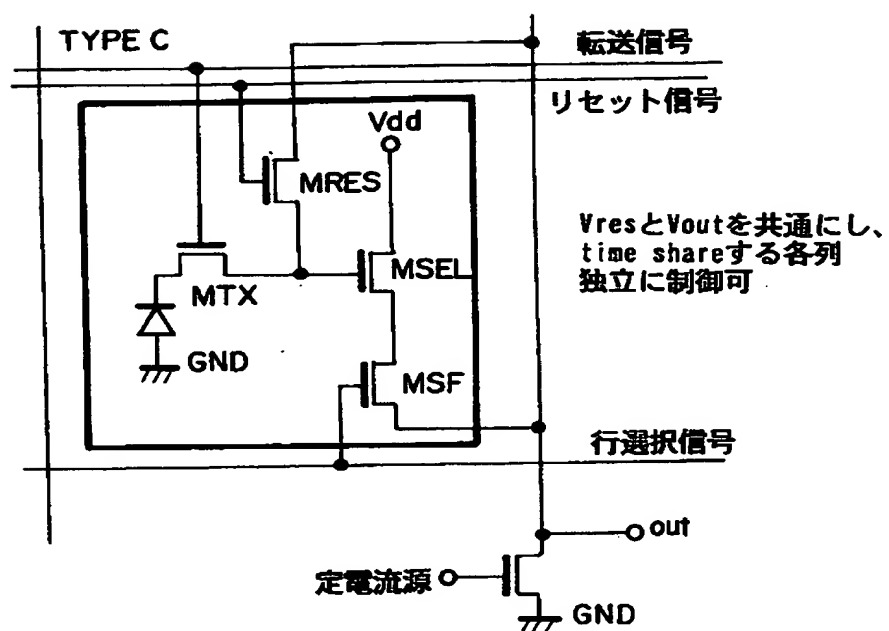 TYPE C
転送信号
リセット信号
Vdd
MRES
VresとVoutを共通にし、
time shareする各列
独立に制御可
MSEL
MTX
GND
MSF
行選択信号
out
定電流源
GND